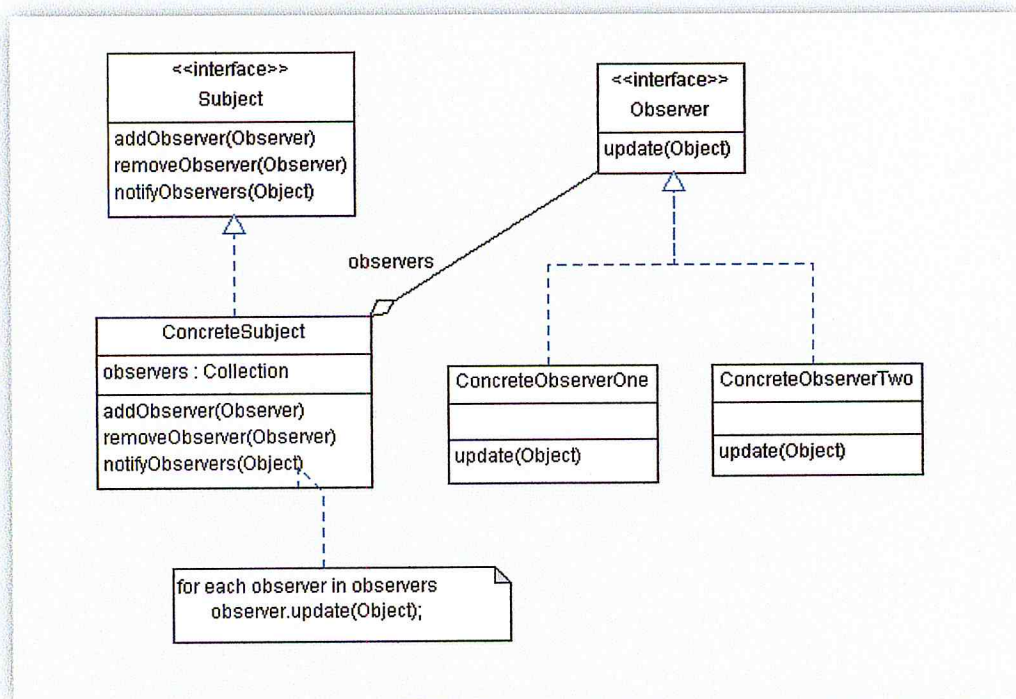 <<interface>>
Subject
addObserver(Observer)
removeObserver(Observer)
notifyObservers(Object)
<<interface>>
Observer
update(Object)
observers
ConcreteSubject
observers : Collection
addObserver(Observer)
removeObserver(Observer)
notifyObservers(Object)
ConcreteObserverOne
update(Object)
ConcreteObserverTwo
update(Object)
for each observer in observers
observer.update(Object);